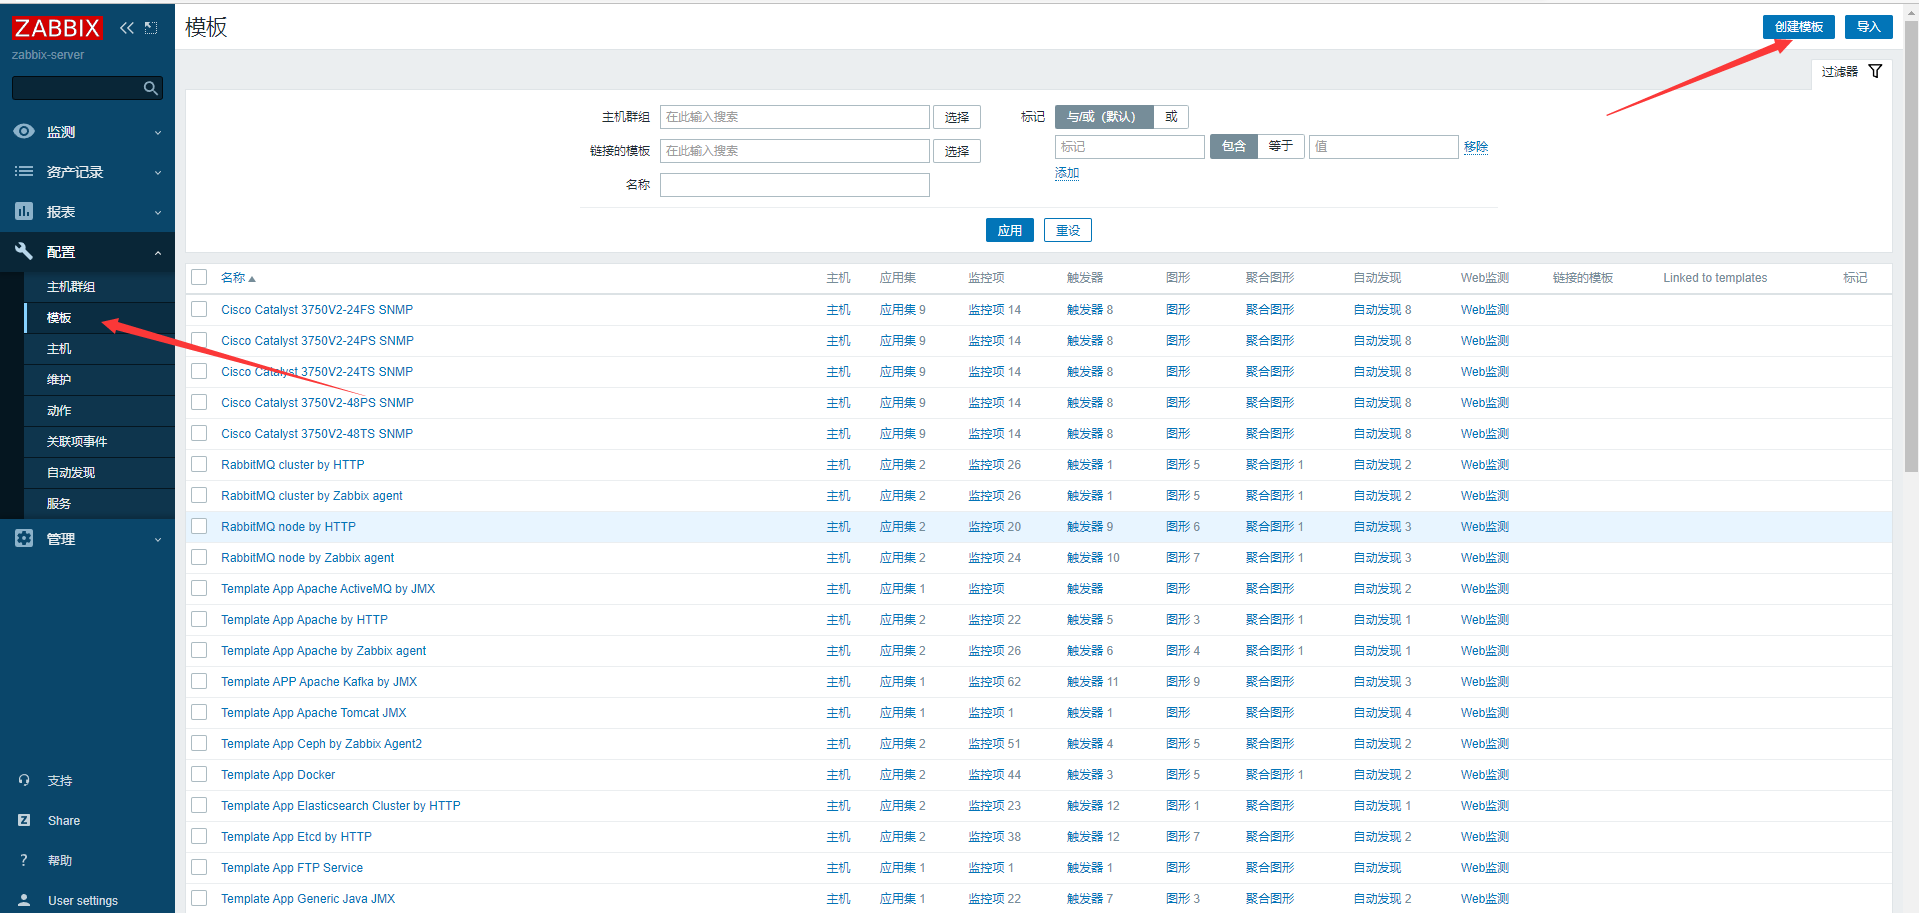 ZABBIX
zabbix-server
监测
资产记录
报表
配置
主机群组
模板
主机
维护
动作
关联项事件
自动发现
服务
管理
支持
Share
帮助
User settings
模板
创建模板 导入
过滤器
主机群组 在此输入搜索 选择
链接的模板 在此输入搜索 选择
名称
标记 与/或（默认） 或
标记 包含 等于 值 移除
添加
应用 重设
名称 主机 应用集 监控项 触发器 图形 聚合图形 自动发现 Web监测 链接的模板 Linked to templates 标记
Cisco Catalyst 3750V2-24FS SNMP 主机 应用集 9 监控项 14 触发器 8 图形 聚合图形 自动发现 8 Web监测
Cisco Catalyst 3750V2-24PS SNMP 主机 应用集 9 监控项 14 触发器 8 图形 聚合图形 自动发现 8 Web监测
Cisco Catalyst 3750V2-24TS SNMP 主机 应用集 9 监控项 14 触发器 8 图形 聚合图形 自动发现 8 Web监测
Cisco Catalyst 3750V2-48PS SNMP 主机 应用集 9 监控项 14 触发器 8 图形 聚合图形 自动发现 8 Web监测
Cisco Catalyst 3750V2-48TS SNMP 主机 应用集 9 监控项 14 触发器 8 图形 聚合图形 自动发现 8 Web监测
RabbitMQ cluster by HTTP 主机 应用集 2 监控项 26 触发器 1 图形 5 聚合图形 1 自动发现 2 Web监测
RabbitMQ cluster by Zabbix agent 主机 应用集 2 监控项 26 触发器 1 图形 5 聚合图形 1 自动发现 2 Web监测
RabbitMQ node by HTTP 主机 应用集 2 监控项 20 触发器 9 图形 6 聚合图形 1 自动发现 3 Web监测
RabbitMQ node by Zabbix agent 主机 应用集 2 监控项 24 触发器 10 图形 7 聚合图形 1 自动发现 3 Web监测
Template App Apache ActiveMQ by JMX 主机 应用集 1 监控项 触发器 图形 聚合图形 自动发现 2 Web监测
Template App Apache by HTTP 主机 应用集 2 监控项 22 触发器 5 图形 3 聚合图形 1 自动发现 1 Web监测
Template App Apache by Zabbix agent 主机 应用集 2 监控项 26 触发器 6 图形 4 聚合图形 1 自动发现 1 Web监测
Template APP Apache Kafka by JMX 主机 应用集 1 监控项 62 触发器 11 图形 9 聚合图形 自动发现 3 Web监测
Template App Apache Tomcat JMX 主机 应用集 1 监控项 1 触发器 1 图形 聚合图形 自动发现 4 Web监测
Template App Ceph by Zabbix Agent2 主机 应用集 2 监控项 51 触发器 4 图形 5 聚合图形 自动发现 2 Web监测
Template App Docker 主机 应用集 2 监控项 44 触发器 3 图形 5 聚合图形 1 自动发现 2 Web监测
Template App Elasticsearch Cluster by HTTP 主机 应用集 2 监控项 23 触发器 12 图形 1 聚合图形 自动发现 1 Web监测
Template App Etcd by HTTP 主机 应用集 2 监控项 38 触发器 12 图形 7 聚合图形 自动发现 2 Web监测
Template App FTP Service 主机 应用集 1 监控项 1 触发器 1 图形 聚合图形 自动发现 Web监测
Template App Generic Java JMX 主机 应用集 1 监控项 22 触发器 7 图形 3 聚合图形 自动发现 2 Web监测